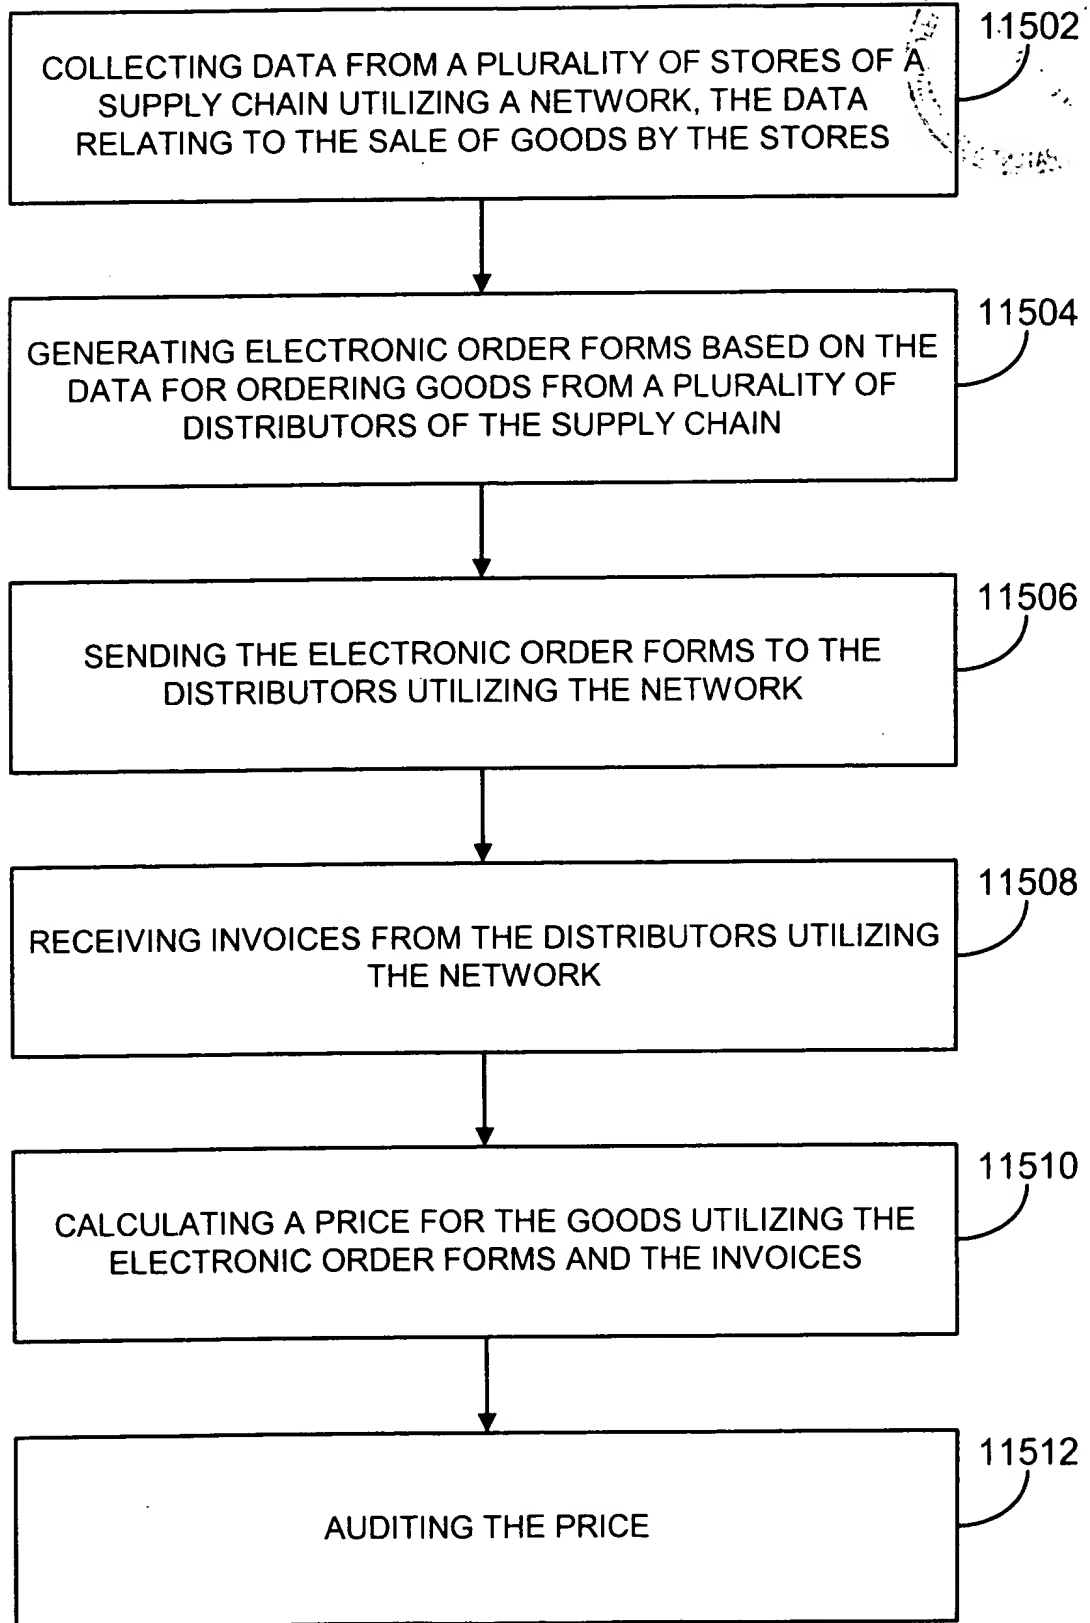 11502
COLLECTING DATA FROM A PLURALITY OF STORES OF A
SUPPLY CHAIN UTILIZING A NETWORK, THE DATA
RELATING TO THE SALE OF GOODS BY THE STORES
11504
GENERATING ELECTRONIC ORDER FORMS BASED ON THE
DATA FOR ORDERING GOODS FROM A PLURALITY OF
DISTRIBUTORS OF THE SUPPLY CHAIN
11506
SENDING THE ELECTRONIC ORDER FORMS TO THE
DISTRIBUTORS UTILIZING THE NETWORK
11508
RECEIVING INVOICES FROM THE DISTRIBUTORS UTILIZING
THE NETWORK
11510
CALCULATING A PRICE FOR THE GOODS UTILIZING THE
ELECTRONIC ORDER FORMS AND THE INVOICES
11512
AUDITING THE PRICE